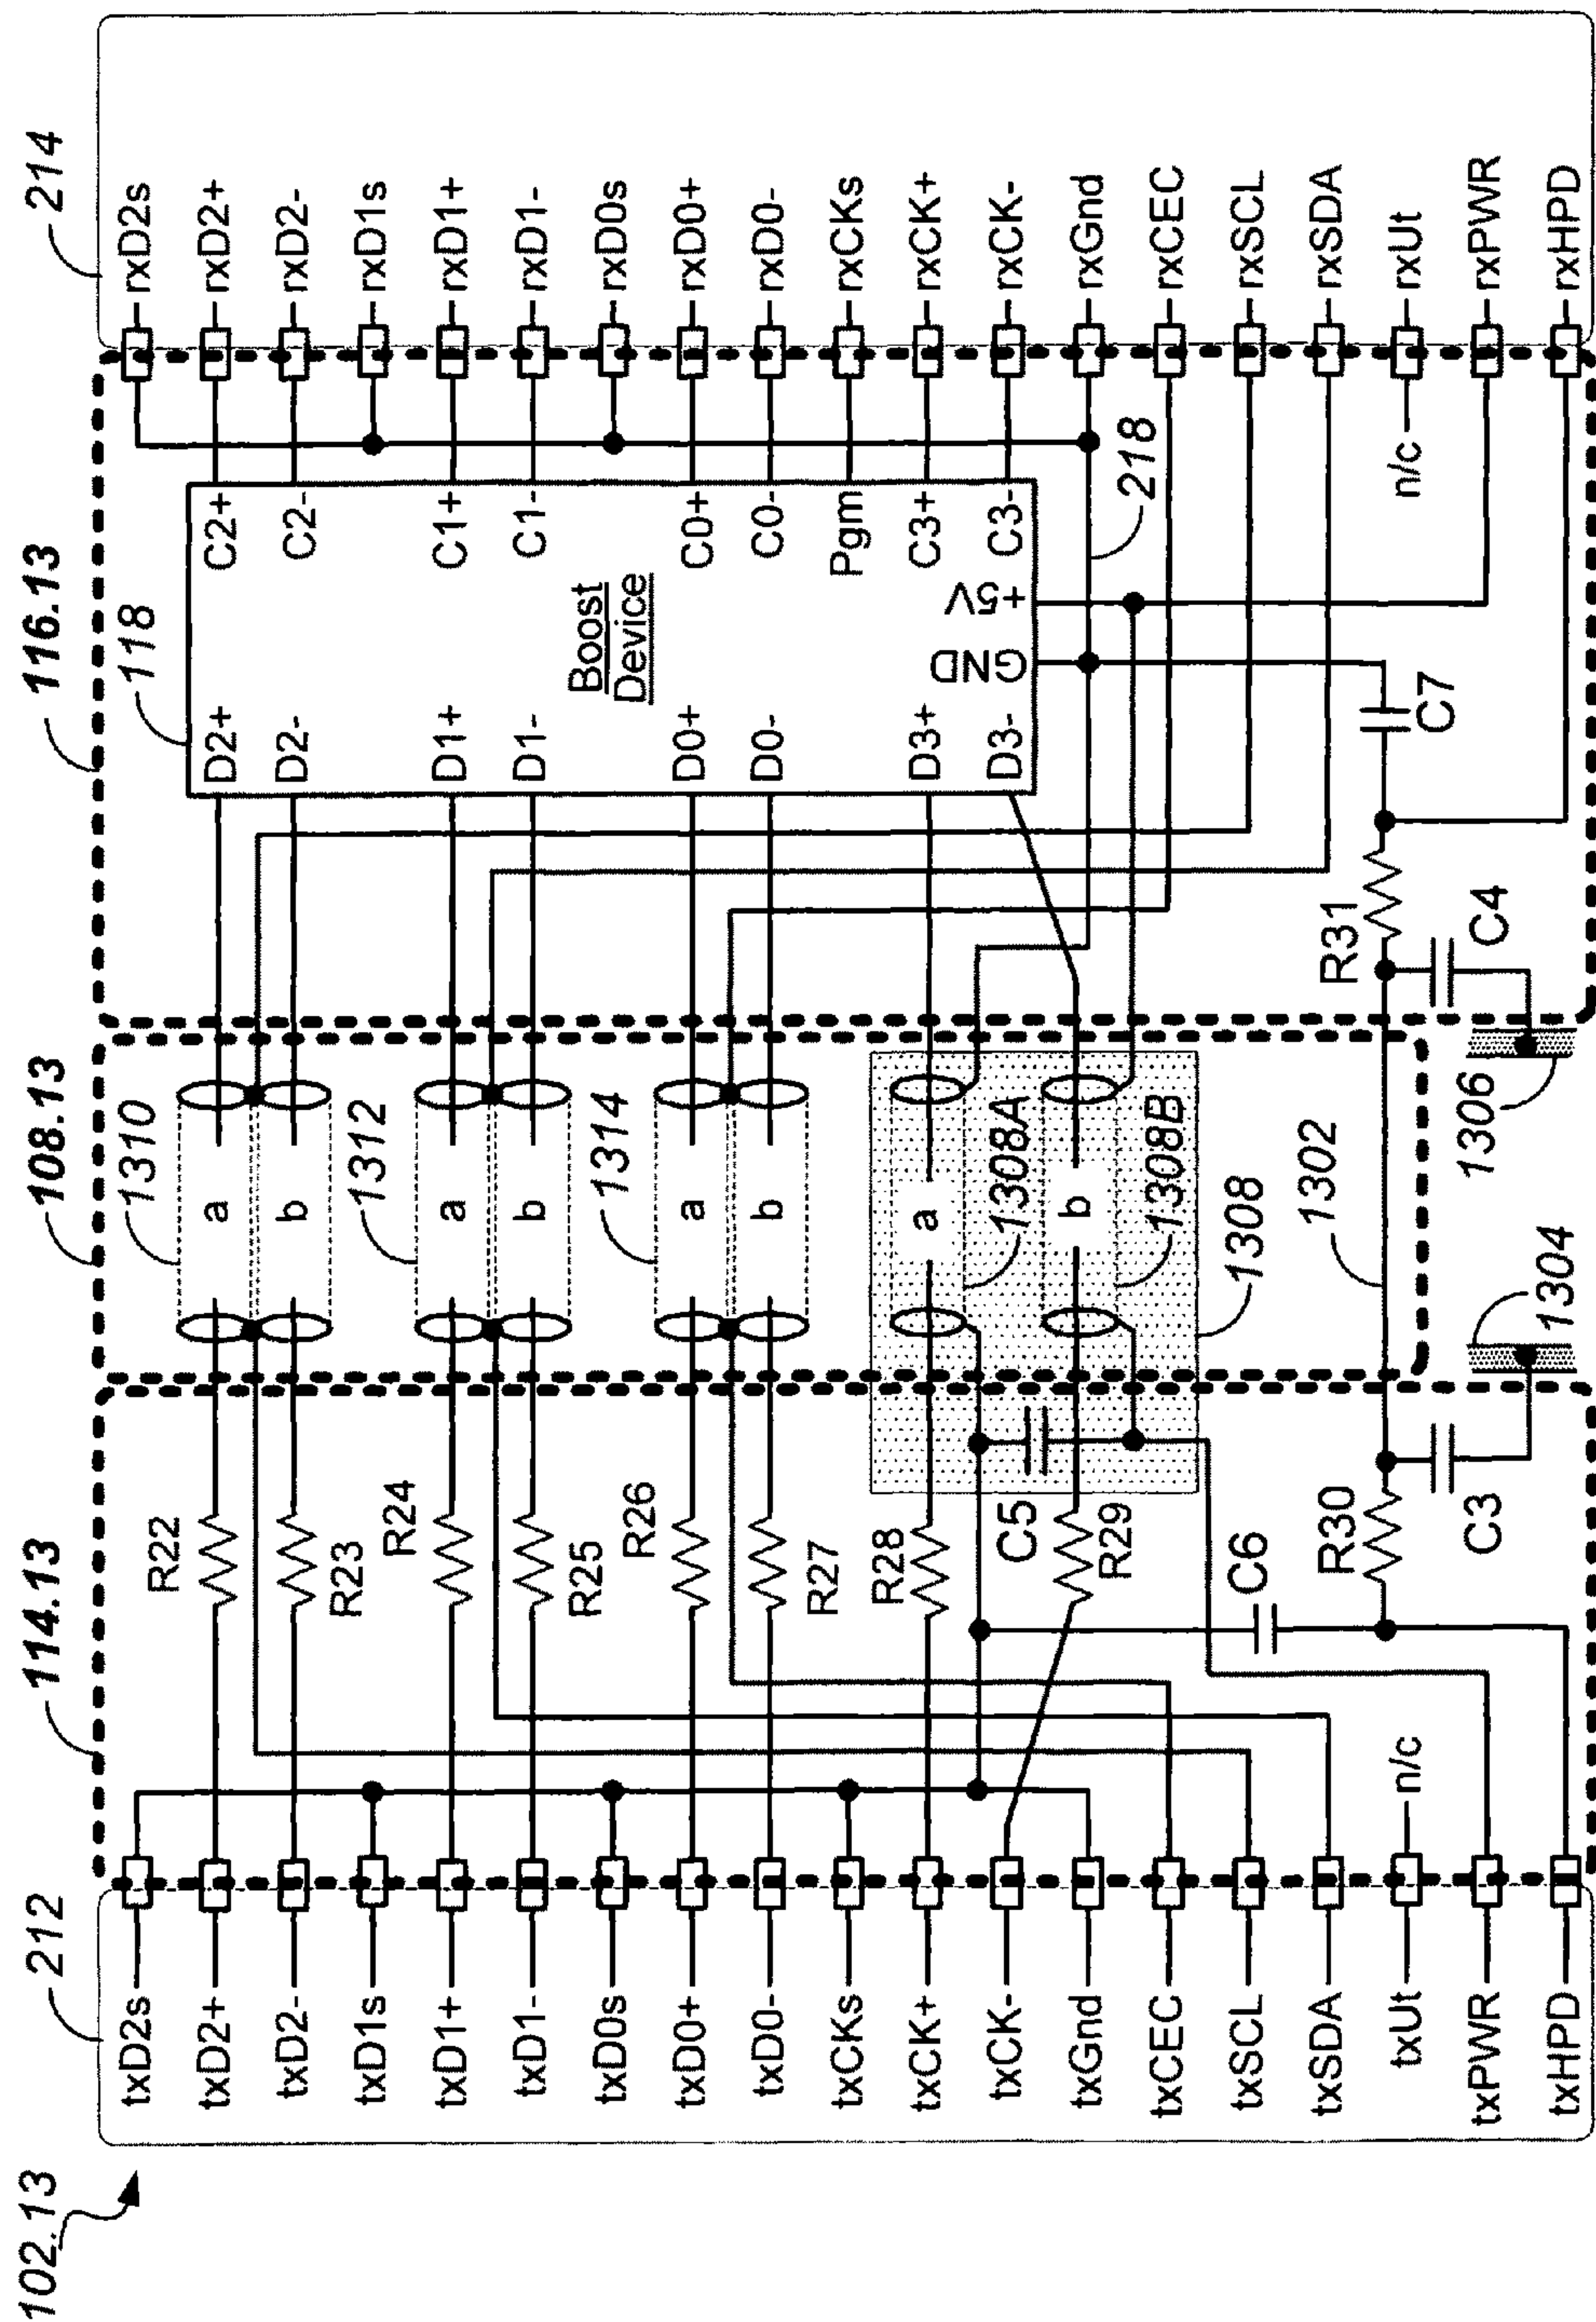 102.13
212
114.13
108.13
116.13
214
txD2s
txD2+
txD2-
txD1s
txD1+
txD1-
txD0s
txD0+
txD0-
txCKs
txCK+
txCK-
txGnd
txCEC
txSCL
txSDA
txUt
txPWR
txHPD
n/c
R22
R23
R24
R25
R26
R27
R28
R29
C5
C6
R30
C3
1310
a
b
1312
a
b
1314
a
b
a
b
1308A
1308B
1308
1302
1304
1306
118
D2+
D2-
D1+
D1-
D0+
D0-
D3+
D3-
Boost
Device
GND
+5V
C2+
C2-
C1+
C1-
C0+
C0-
Pgm
C3+
C3-
218
R31
C4
C7
n/c
rxD2s
rxD2+
rxD2-
rxD1s
rxD1+
rxD1-
rxD0s
rxD0+
rxD0-
rxCKs
rxCK+
rxCK-
rxGnd
rxCEC
rxSCL
rxSDA
rxUt
rxPWR
rxHPD